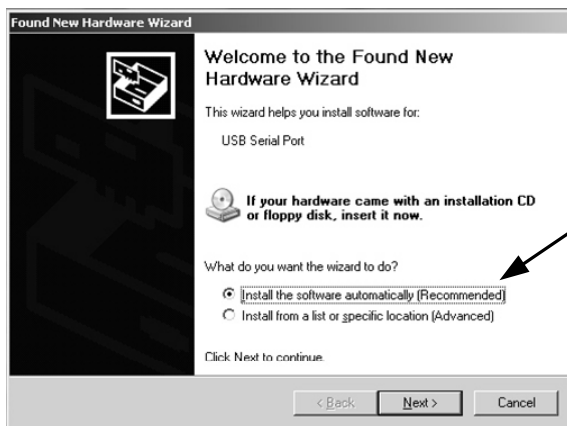 Found New Hardware Wizard
Welcome to the Found New
Hardware Wizard
This wizard helps you install software for:
USB Serial Port
If your hardware came with an installation CD
or floppy disk, insert it now.
What do you want the wizard to do?
Install the software automatically (Recommended)
Install from a list or specific location (Advanced)
Click Next to continue.
< Back
Next >
Cancel